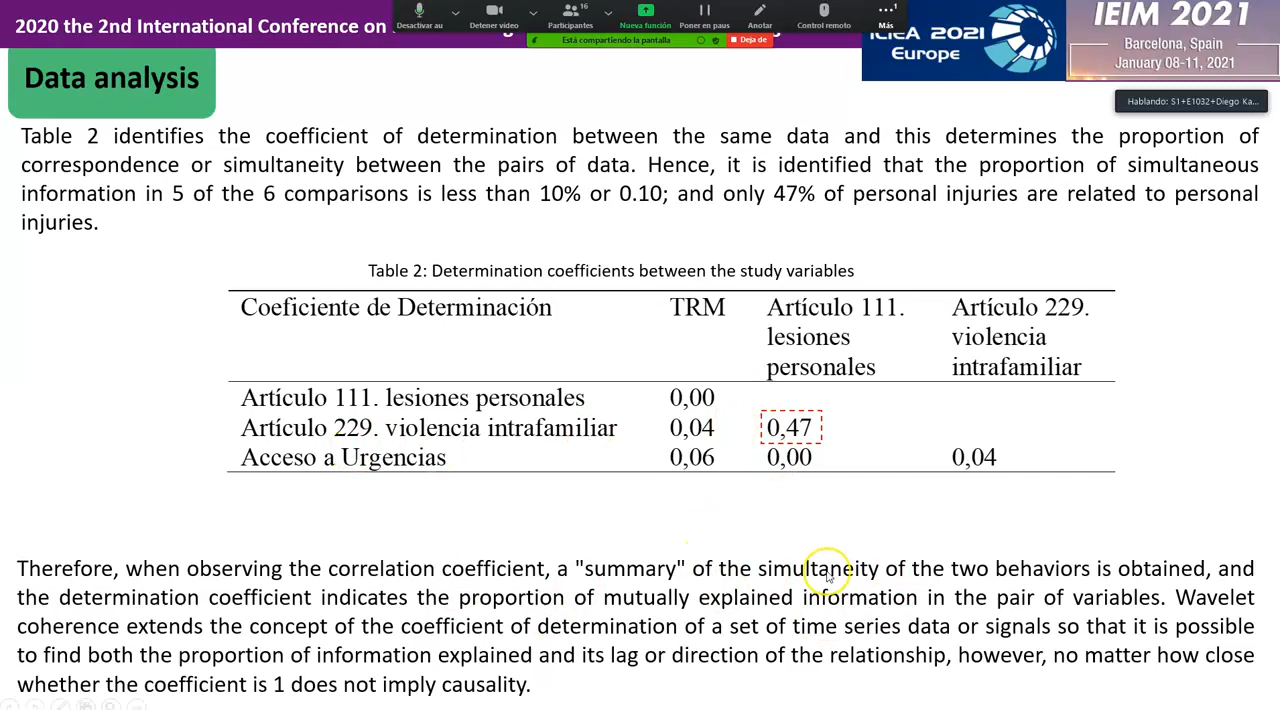 2020 the 2nd International Conference on
Desactivar au
Detener video
Participantes
16
Nueva función
Poner en paus
Anotar
Control remoto
Más
1
Está compartiendo la pantalla
Deja de
ICIEA 2021
Europe
IEIM 2021
Barcelona, Spain
January 08-11, 2021
Hablando: S1+E1032+Diego Ka...
Data analysis
Table 2 identifies the coefficient of determination between the same data and this determines the proportion of
correspondence or simultaneity between the pairs of data. Hence, it is identified that the proportion of simultaneous
information in 5 of the 6 comparisons is less than 10% or 0.10; and only 47% of personal injuries are related to personal
injuries.
Table 2: Determination coefficients between the study variables
Coeficiente de Determinación TRM Artículo 111. Artículo 229.
lesiones violencia
personales intrafamiliar
Artículo 111. lesiones personales 0,00
Artículo 229. violencia intrafamiliar 0,04 0,47
Acceso a Urgencias 0,06 0,00 0,04
Therefore, when observing the correlation coefficient, a "summary" of the simultaneity of the two behaviors is obtained, and
the determination coefficient indicates the proportion of mutually explained information in the pair of variables. Wavelet
coherence extends the concept of the coefficient of determination of a set of time series data or signals so that it is possible
to find both the proportion of information explained and its lag or direction of the relationship, however, no matter how close
whether the coefficient is 1 does not imply causality.